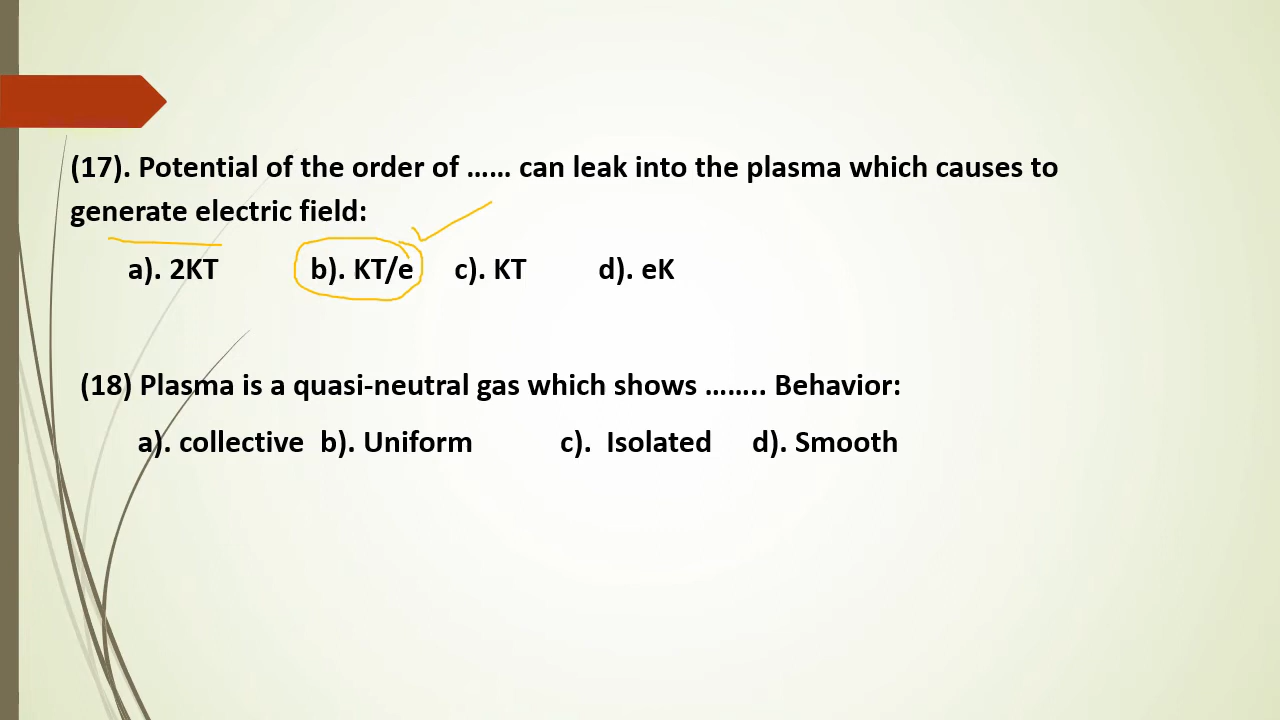 (17). Potential of the order of ...... can leak into the plasma which causes to
generate electric field:
a). 2KT b). KT/e c). KT d). eK
(18) Plasma is a quasi-neutral gas which shows ........ Behavior:
a). collective b). Uniform c). Isolated d). Smooth